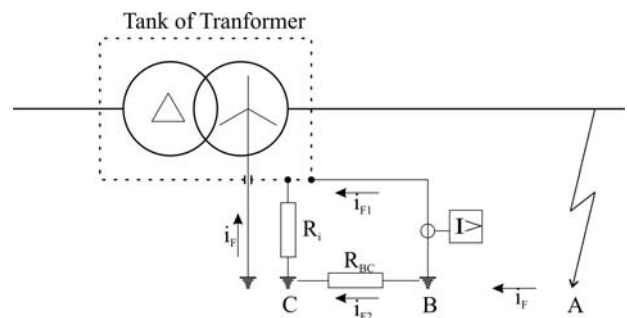 Tank of Tranformer
i_F1
I>
i_F
R_i
R_BC
C
B
i_F2
i_F
A